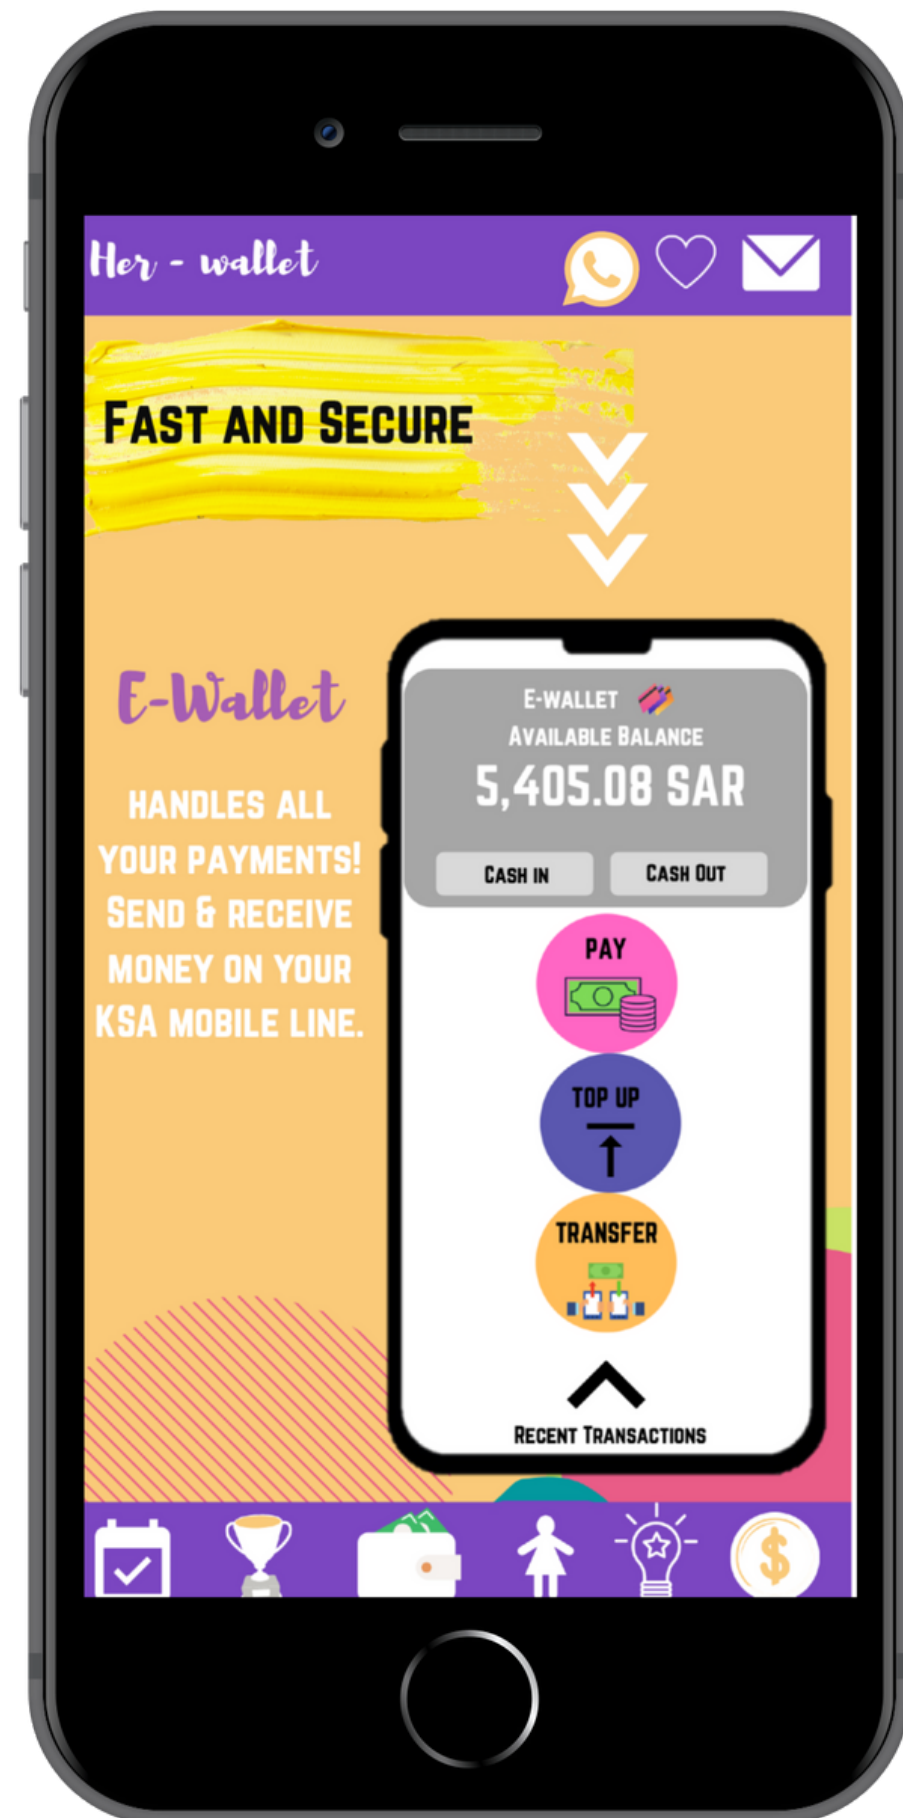 Her - wallet
Fast and Secure
E-Wallet
handles all
your payments!
Send & receive
money on your
KSA mobile line.
E-wallet
Available Balance
5,405.08 SAR
Cash in
Cash Out
PAY
TOP UP
TRANSFER
Recent Transactions